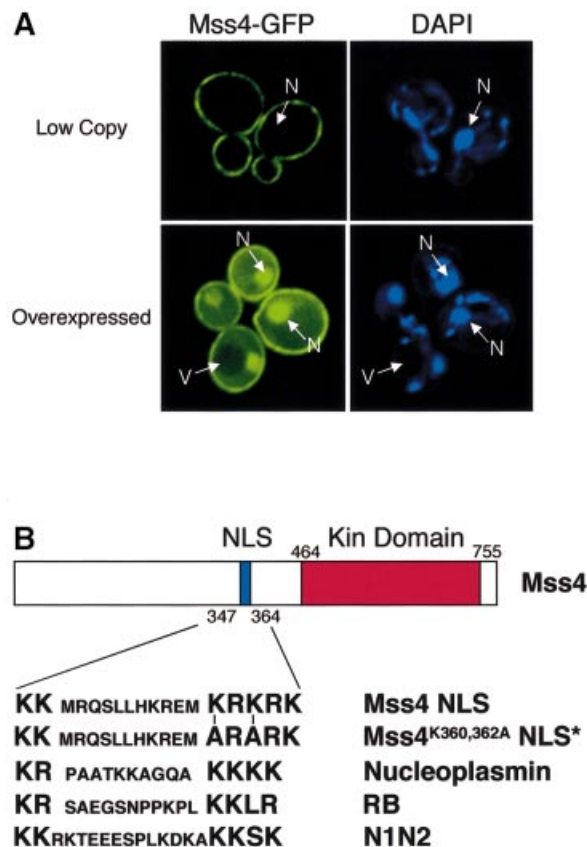 A Mss4-GFP DAPI
Low Copy N N
Overexpressed N N V N N V
B NLS Kin Domain
464 755
Mss4
347 364
KK MRQSLLHKREM KRKRK Mss4 NLS
KK MRQSLLHKREM ARARK Mss4K360,362A NLS*
KR PAATKKAGQA KKKK Nucleoplasmin
KR SAEGSNPPKPL KKLR RB
KKRKTEEESPLKDKAKKSK N1N2